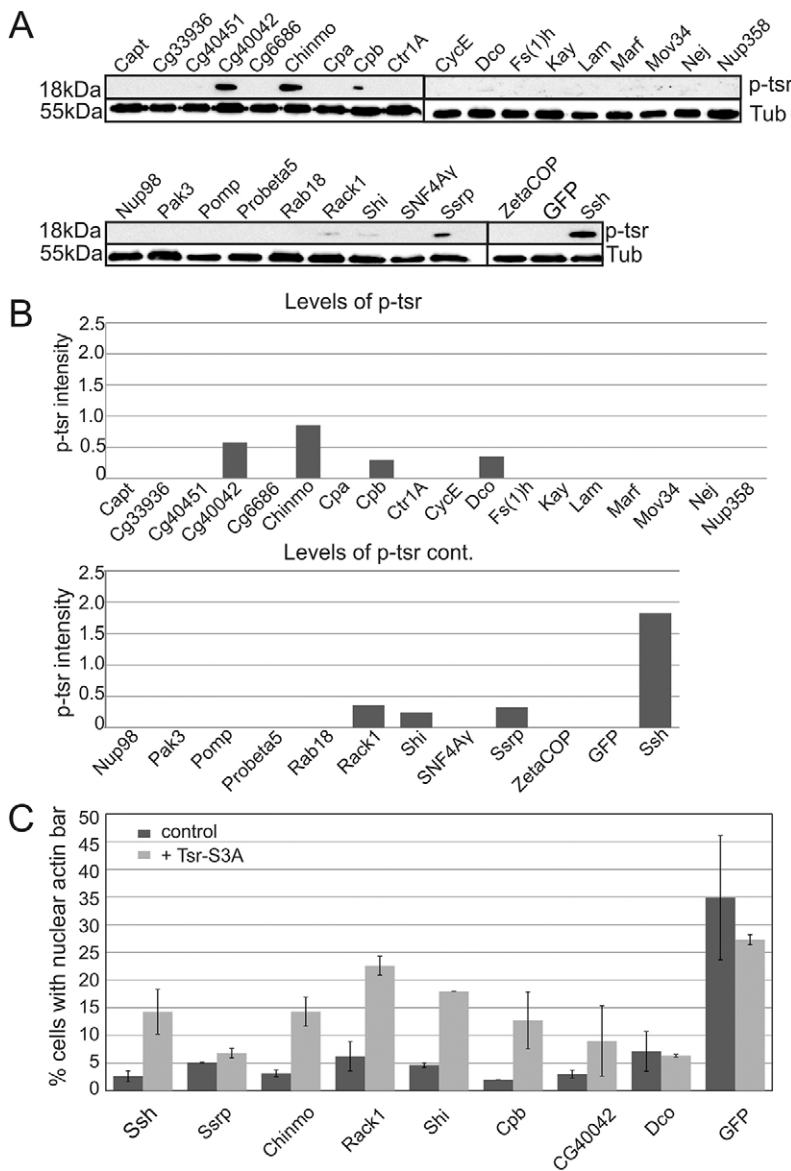 A
Capt Cg33936 Cg40451 Cg40042 Cg6686 Chinmo Cpa Cpb Ctr1A CycE Dco Fs(1)h Kay Lam Marf Mov34 Nej Nup358
18kDa p-tsr
55kDa Tub
Nup98 Pak3 Pomp Probeta5 Rab18 Rack1 Shi SNF4Aγ Ssrp ZetaCOP GFP Ssh
18kDa p-tsr
55kDa Tub
B
Levels of p-tsr
p-tsr intensity
2.5
2.0
1.5
1.0
0.5
0
Capt Cg33936 Cg40451 Cg40042 Cg6686 Chinmo Cpa Cpb Ctr1A CycE Dco Fs(1)h Kay Lam Marf Mov34 Nej Nup358
Levels of p-tsr cont.
p-tsr intensity
2.5
2.0
1.5
1.0
0.5
0
Nup98 Pak3 Pomp Probeta5 Rab18 Rack1 Shi SNF4Aγ Ssrp ZetaCOP GFP Ssh
C
% cells with nuclear actin bar
50
45
40
35
30
25
20
15
10
5
0
control
+ Tsr-S3A
Ssh Ssrp Chinmo Rack1 Shi Cpb CG40042 Dco GFP